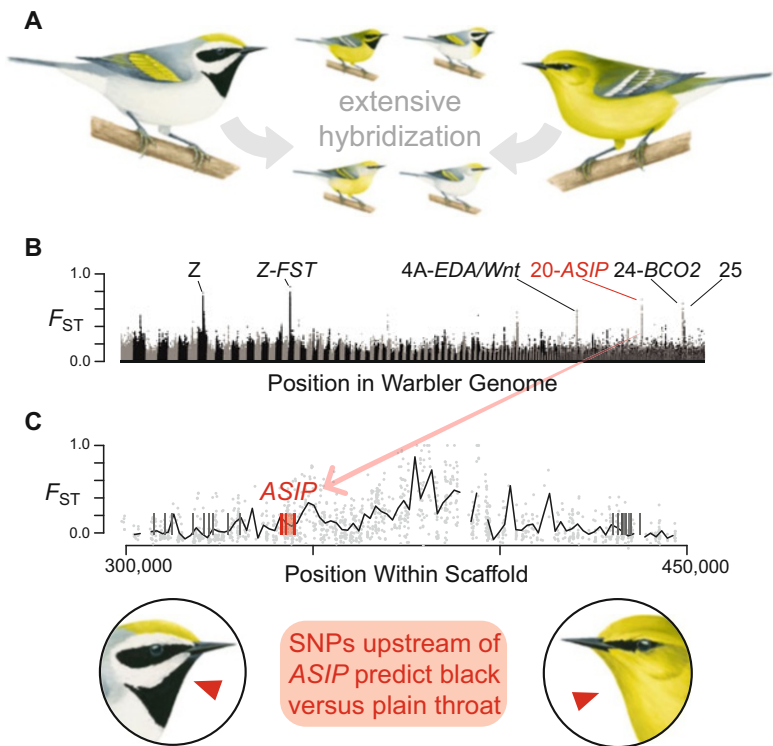 A
extensive
hybridization
B
Z
Z-FST
4A-EDA/Wnt
20-ASIP
24-BCO2
25
1.0
FST
0.0
Position in Warbler Genome
C
1.0
FST
ASIP
0.0
300,000
Position Within Scaffold
450,000
SNPs upstream of
ASIP predict black
versus plain throat